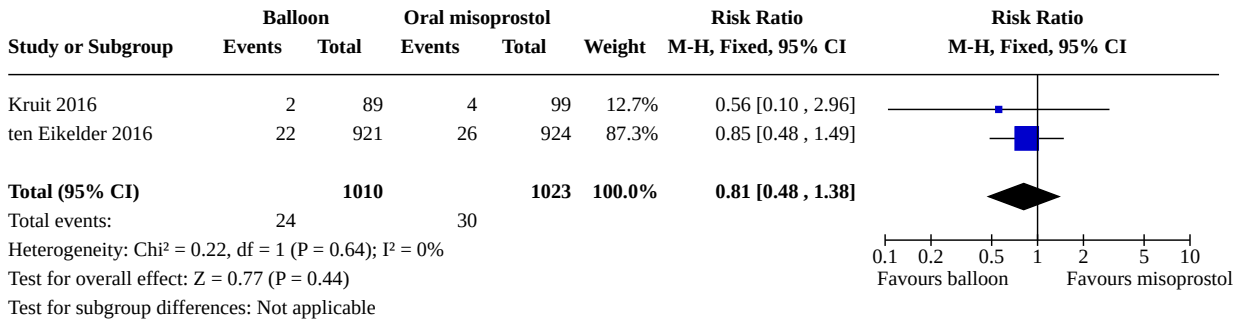 Balloon Oral misoprostol Risk Ratio Risk Ratio
Study or Subgroup Events Total Events Total Weight M-H, Fixed, 95% CI M-H, Fixed, 95% CI
Kruit 2016 2 89 4 99 12.7% 0.56 [0.10 , 2.96]
ten Eikelder 2016 22 921 26 924 87.3% 0.85 [0.48 , 1.49]
Total (95% CI) 1010 1023 100.0% 0.81 [0.48 , 1.38]
Total events: 24 30
Heterogeneity: Chi² = 0.22, df = 1 (P = 0.64); I² = 0%
Test for overall effect: Z = 0.77 (P = 0.44)
Test for subgroup differences: Not applicable
0.1 0.2 0.5 1 2 5 10
Favours balloon Favours misoprostol